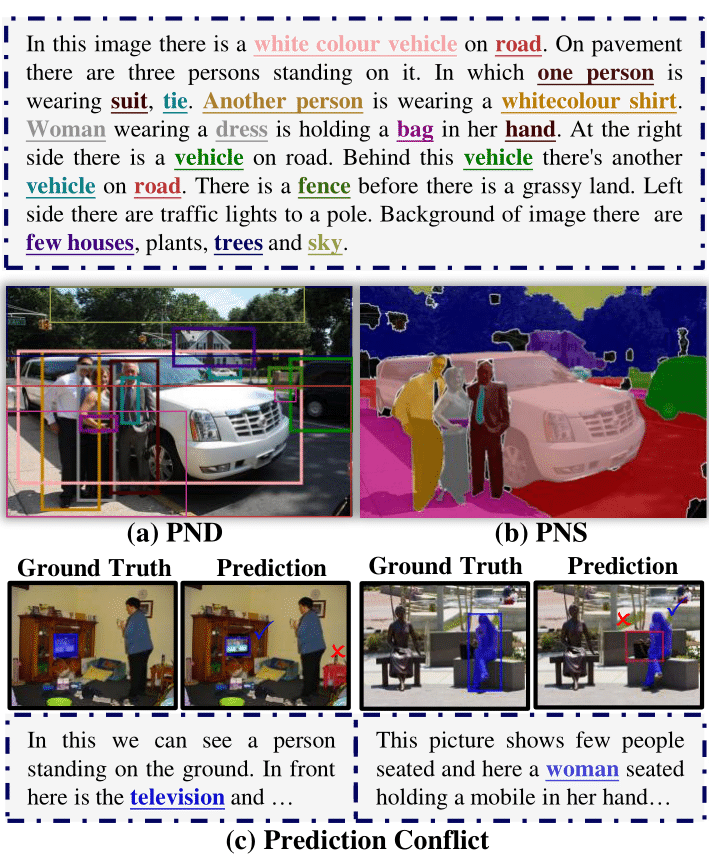 In this image there is a white colour vehicle on road. On pavement
there are three persons standing on it. In which one person is
wearing suit, tie. Another person is wearing a whitecolour shirt.
Woman wearing a dress is holding a bag in her hand. At the right
side there is a vehicle on road. Behind this vehicle there's another
vehicle on road. There is a fence before there is a grassy land. Left
side there are traffic lights to a pole. Background of image there are
few houses, plants, trees and sky.
(a) PND
(b) PNS
Ground Truth
Prediction
Ground Truth
Prediction
In this we can see a person
standing on the ground. In front
here is the television and …
This picture shows few people
seated and here a woman seated
holding a mobile in her hand…
(c) Prediction Conflict